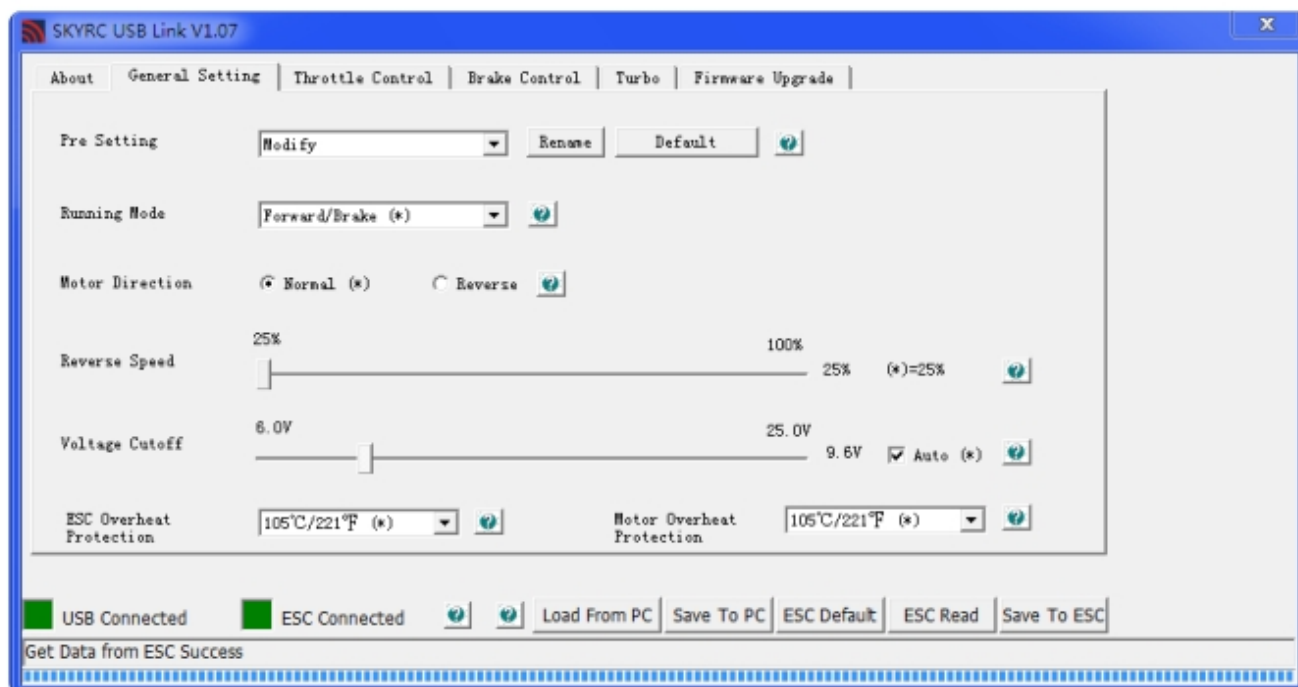 SKYRC USB Link V1.07
About General Setting Throttle Control Brake Control Turbo Firmware Upgrade
Pre Setting Modify Rename Default
Running Mode Forward/Brake (*)
Motor Direction Normal (*) Reverse
25% 100%
Reverse Speed 25% (*)=25%
6.0V 25.0V
Voltage Cutoff 9.6V Auto (*)
ESC Overheat Protection 105℃/221℉ (*) Motor Overheat Protection 105℃/221℉ (*)
USB Connected ESC Connected Load From PC Save To PC ESC Default ESC Read Save To ESC
Get Data from ESC Success